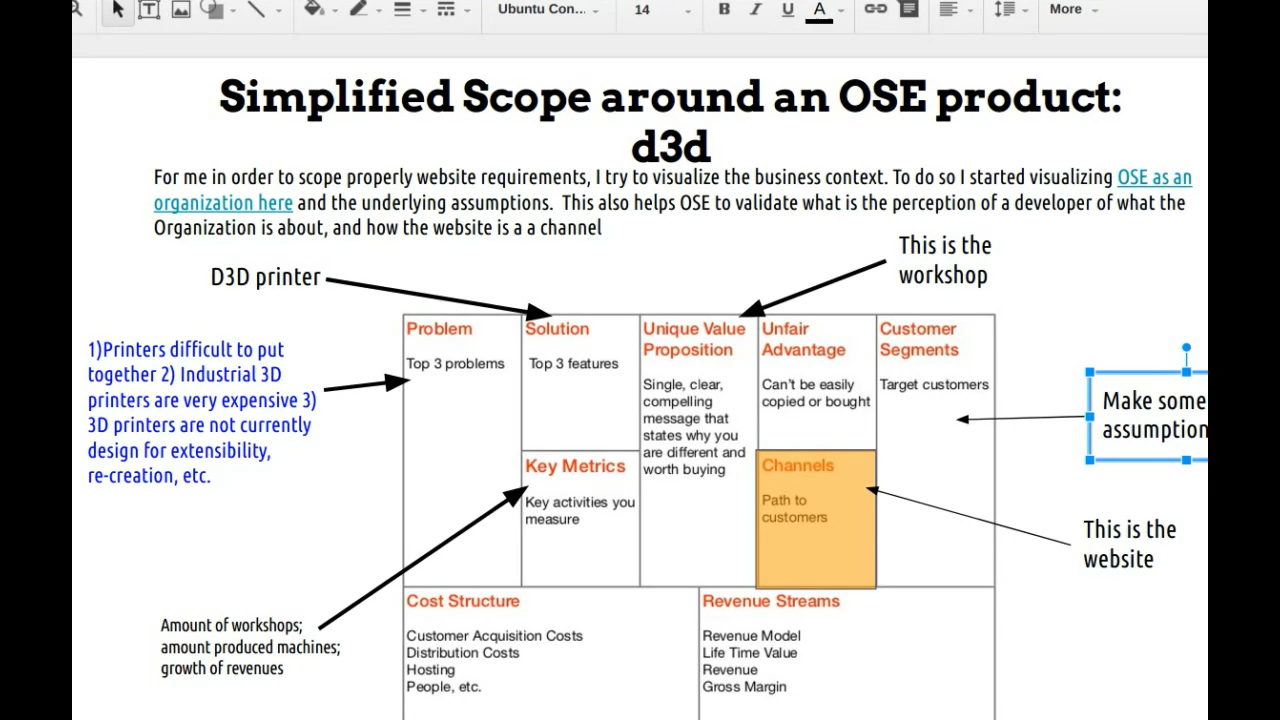 Ubuntu Con... 14 B I U A More
Simplified Scope around an OSE product:
d3d
For me in order to scope properly website requirements, I try to visualize the business context. To do so I started visualizing OSE as an
organization here and the underlying assumptions. This also helps OSE to validate what is the perception of a developer of what the
Organization is about, and how the website is a a channel
This is the
workshop
D3D printer
1)Printers difficult to put
together 2) Industrial 3D
printers are very expensive 3)
3D printers are not currently
design for extensibility,
re-creation, etc.
Problem
Top 3 problems
Solution
Top 3 features
Key Metrics
Key activities you
measure
Unique Value
Proposition
Single, clear,
compelling
message that
states why you
are different and
worth buying
Unfair
Advantage
Can't be easily
copied or bought
Channels
Path to
customers
Customer
Segments
Target customers
Make some
assumption
This is the
website
Amount of workshops;
amount produced machines;
growth of revenues
Cost Structure
Customer Acquisition Costs
Distribution Costs
Hosting
People, etc.
Revenue Streams
Revenue Model
Life Time Value
Revenue
Gross Margin